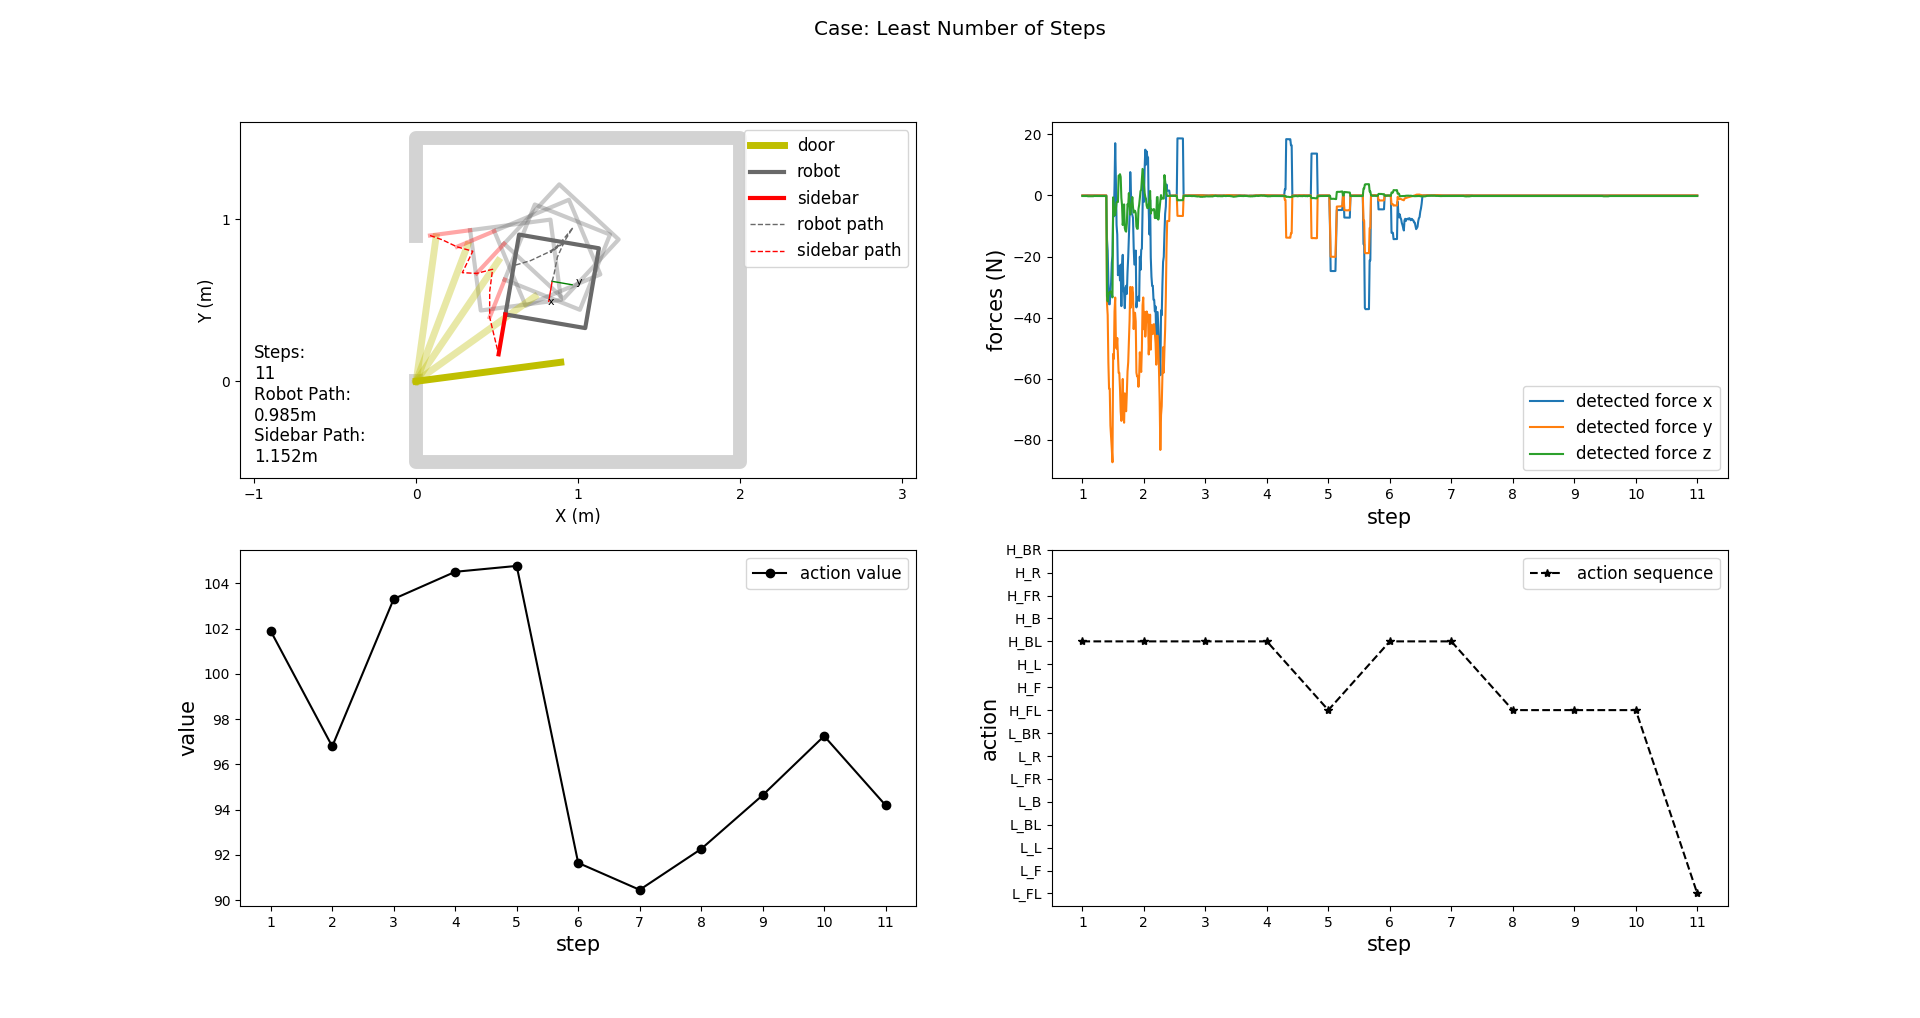 Case: Least Number of Steps
door
robot
sidebar
robot path
sidebar path
1
0
Y (m)
y
x
Steps:
11
Robot Path:
0.985m
Sidebar Path:
1.152m
−1 0 1 2 3
X (m)
20
0
−20
−40
−60
−80
forces (N)
detected force x
detected force y
detected force z
1 2 3 4 5 6 7 8 9 10 11
step
104
102
100
98
96
94
92
90
value
action value
1 2 3 4 5 6 7 8 9 10 11
step
H_BR
H_R
H_FR
H_B
H_BL
H_L
H_F
H_FL
L_BR
L_R
L_FR
L_B
L_BL
L_L
L_F
L_FL
action
action sequence
1 2 3 4 5 6 7 8 9 10 11
step